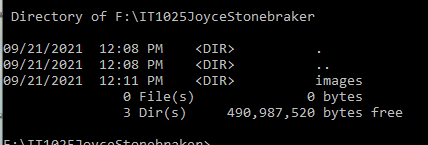 Directory of F:\IT1025JoyceStonebraker
09/21/2021 12:08 PM <DIR> .
09/21/2021 12:08 PM <DIR> ..
09/21/2021 12:11 PM <DIR> images
0 File(s) 0 bytes
3 Dir(s) 490,987,520 bytes free
F:\IT1025JoyceStonebraker>